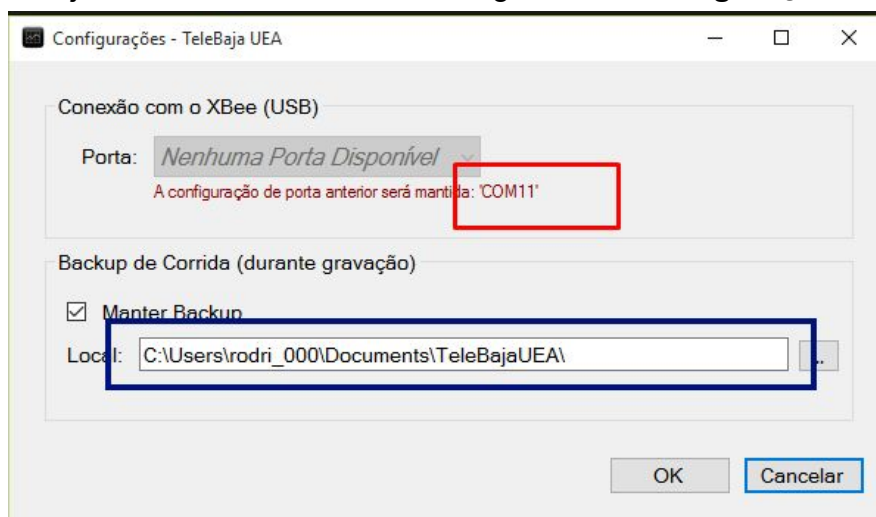 Configurações - TeleBaja UEA
Conexão com o XBee (USB)
Porta: Nenhuma Porta Disponível
A configuração de porta anterior será mantida: 'COM11'
Backup de Corrida (durante gravação)
Manter Backup
Local: C:\Users\rodri_000\Documents\TeleBajaUEA\ ..
OK Cancelar